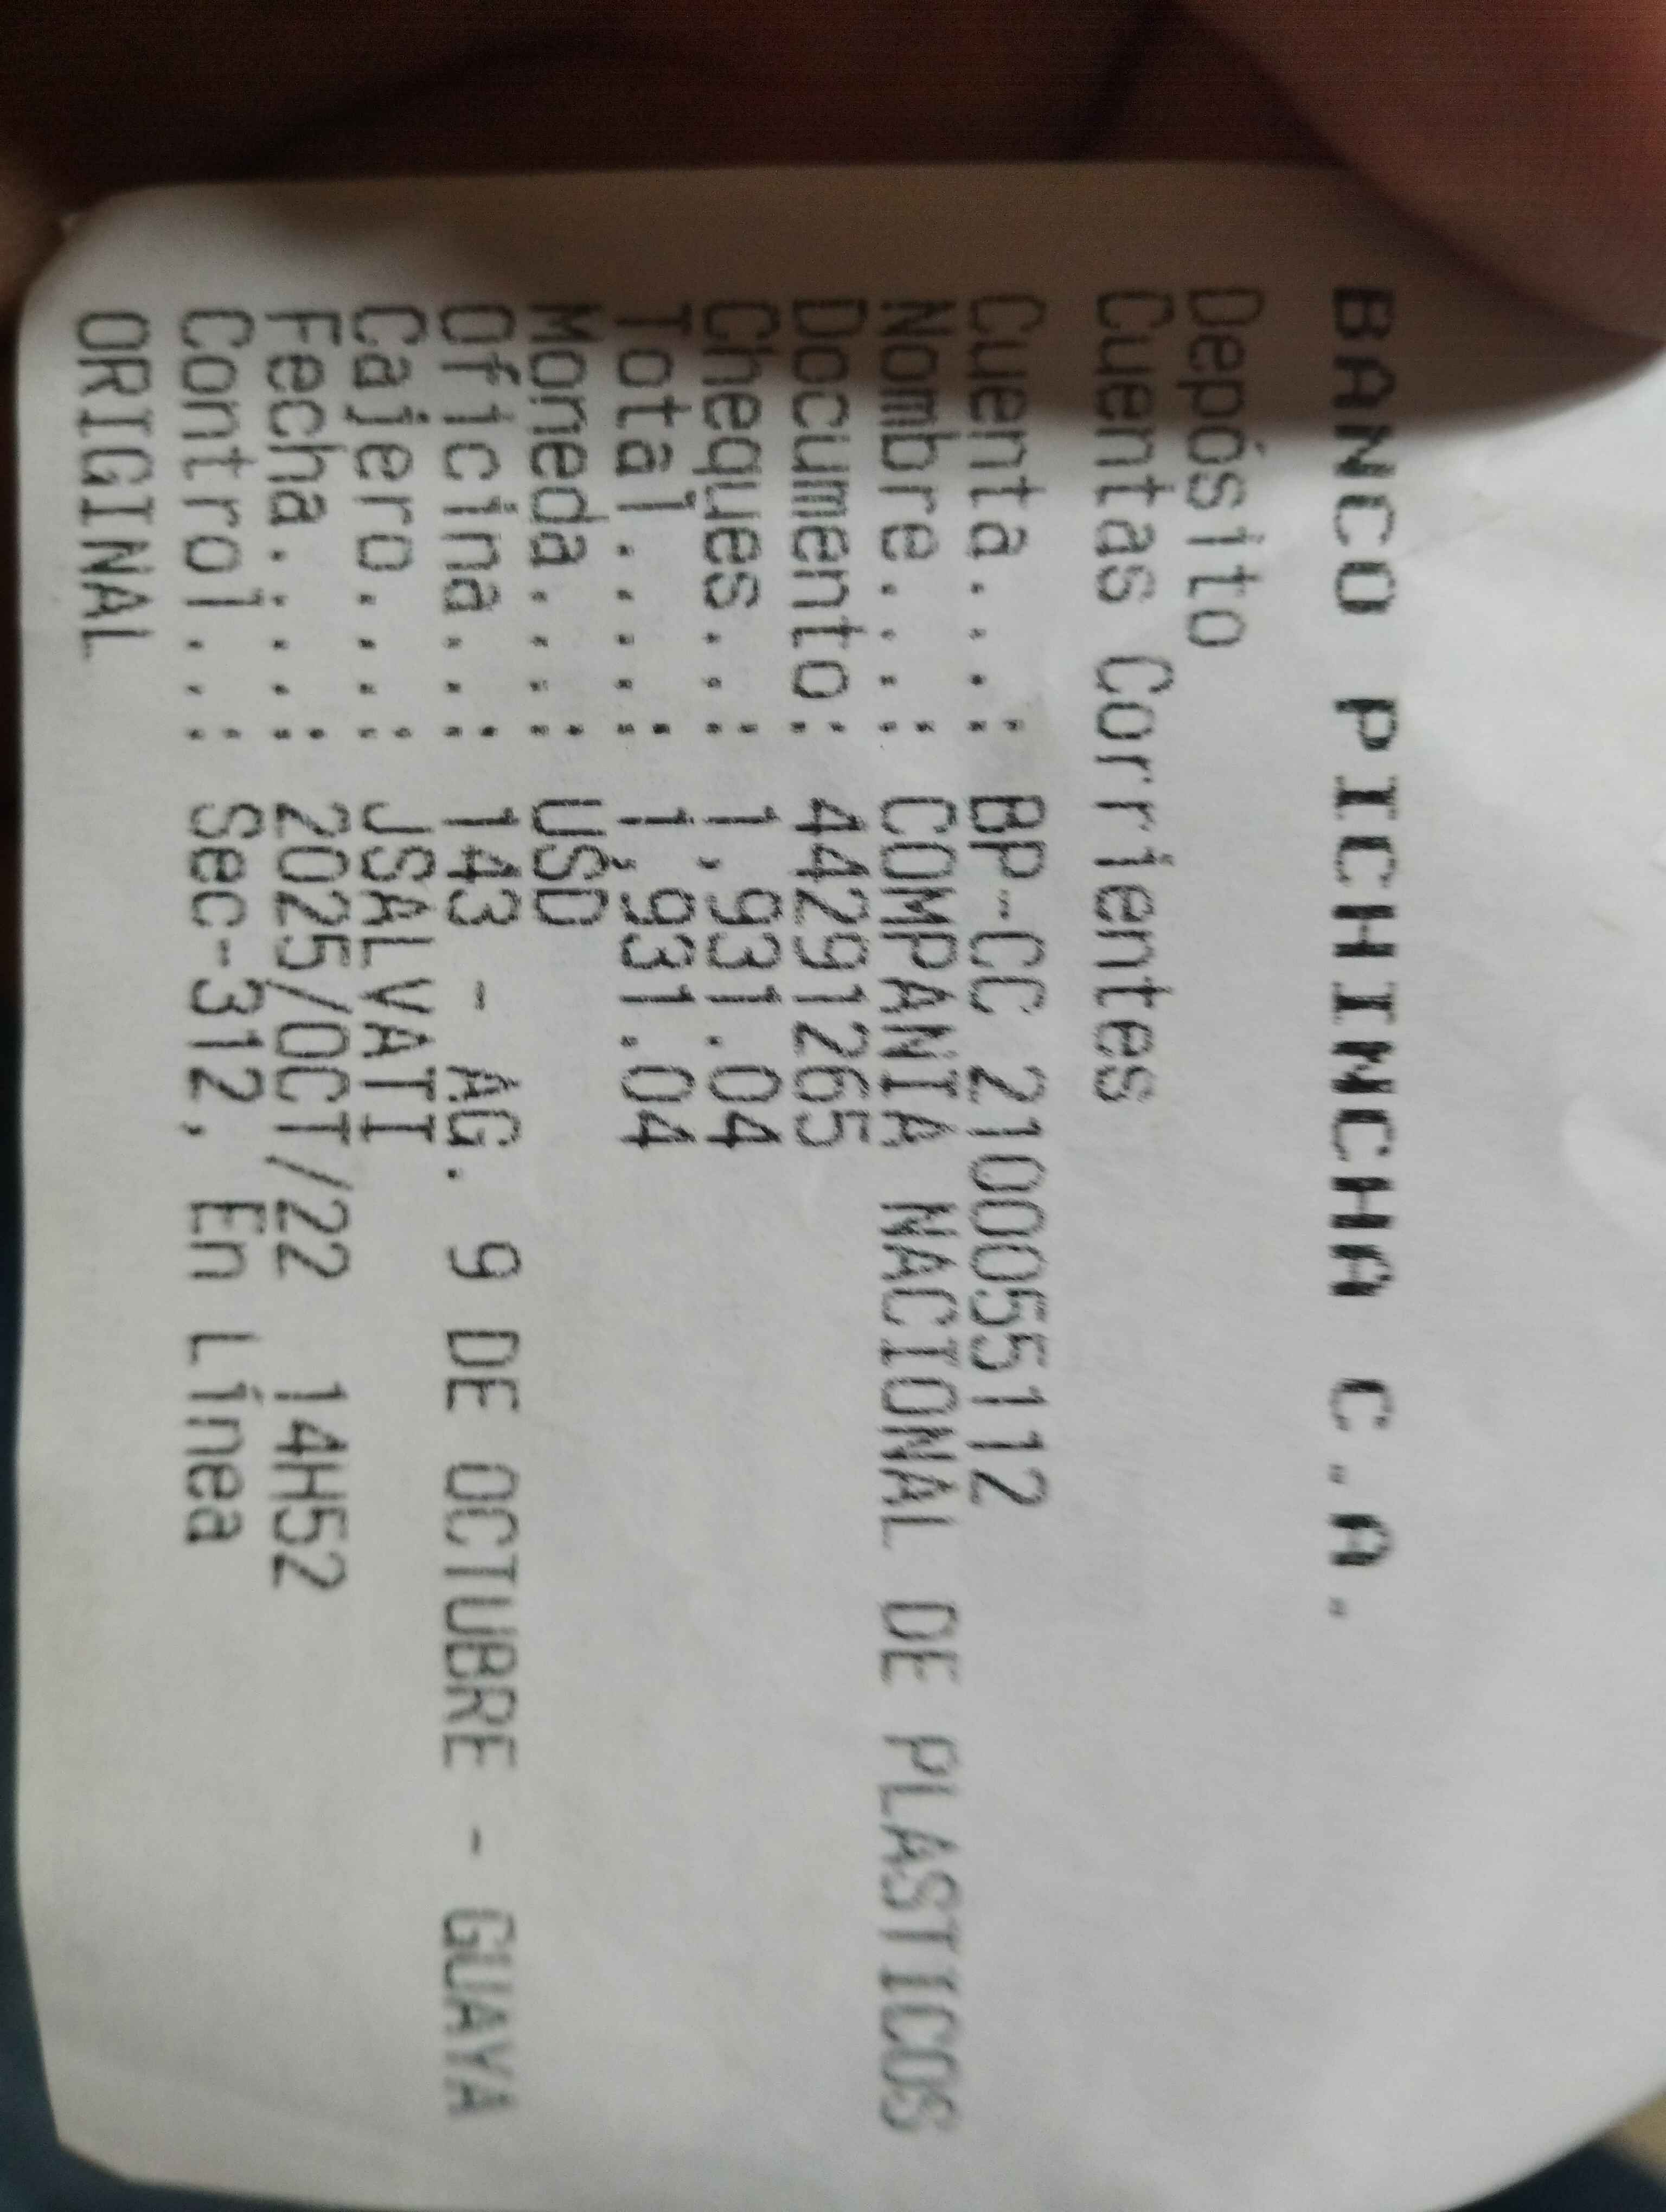 BANCO PICHINCHA C.A.
Depósito
Cuentas Corrientes
Cuenta....: BP-CC 2100055112
Nombre....: COMPANIA NACIONAL DE PLASTICOS
Documento: 44291265
Cheques..: 1,931.04
Total.....: 1,931.04
Moneda....: USD
Oficina...: 143 - AG. 9 DE OCTUBRE - GUAYA
Cajero....: JSALVATI
Fecha.....: 2025/OCT/22 14H52
Control...: Sec-312, En Línea
ORIGINAL